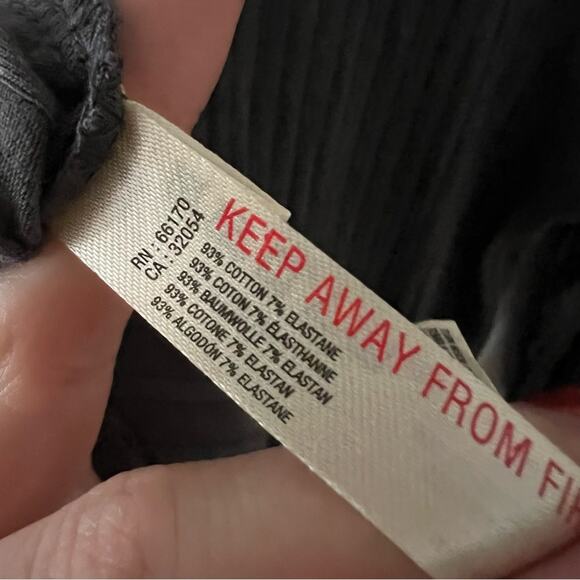 RN : 66170
CA : 32054
KEEP AWAY FROM
93% COTTON 7% ELASTANE
93% COTON 7% ELASTHANNE
93% BAUMWOLLE 7% ELASTAN
93% COTONE 7% ELASTAN
93% ALGODÓN 7% ELASTANE